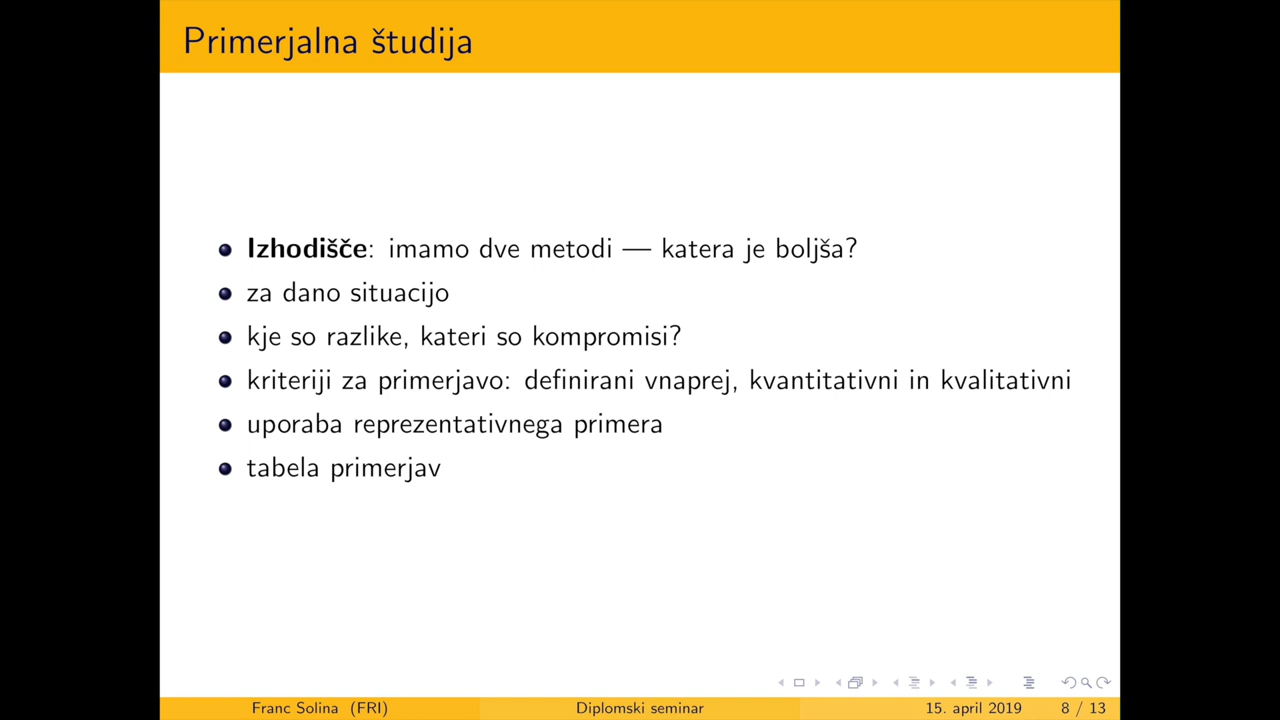 Primerjalna študija
Izhodišče: imamo dve metodi — katera je boljša?
za dano situacijo
kje so razlike, kateri so kompromisi?
kriteriji za primerjavo: definirani vnaprej, kvantitativni in kvalitativni
uporaba reprezentativnega primera
tabela primerjav
Franc Solina (FRI) Diplomski seminar 15. april 2019 8 / 13